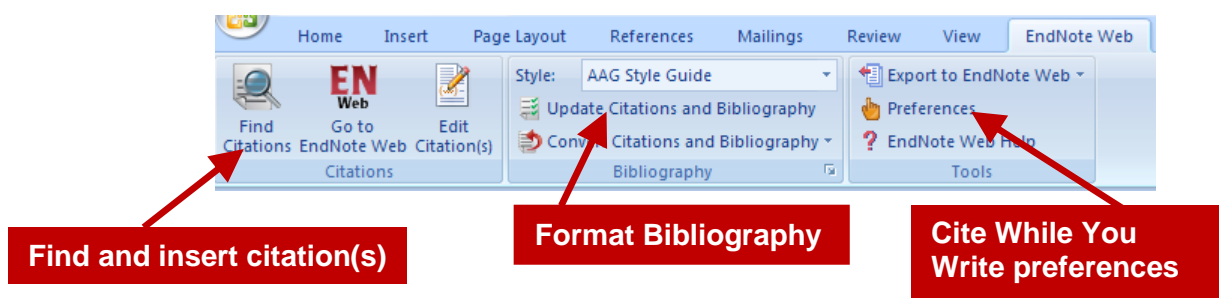 Home Insert Page Layout References Mailings Review View EndNote Web
Find Citations
EN Web
Go to EndNote Web
Edit Citation(s)
Citations
Style: AAG Style Guide
Update Citations and Bibliography
Citations and Bibliography
Bibliography
Export to EndNote Web
Preferences
EndNote Web Help
Tools
Find and insert citation(s)
Format Bibliography
Cite While You
Write preferences